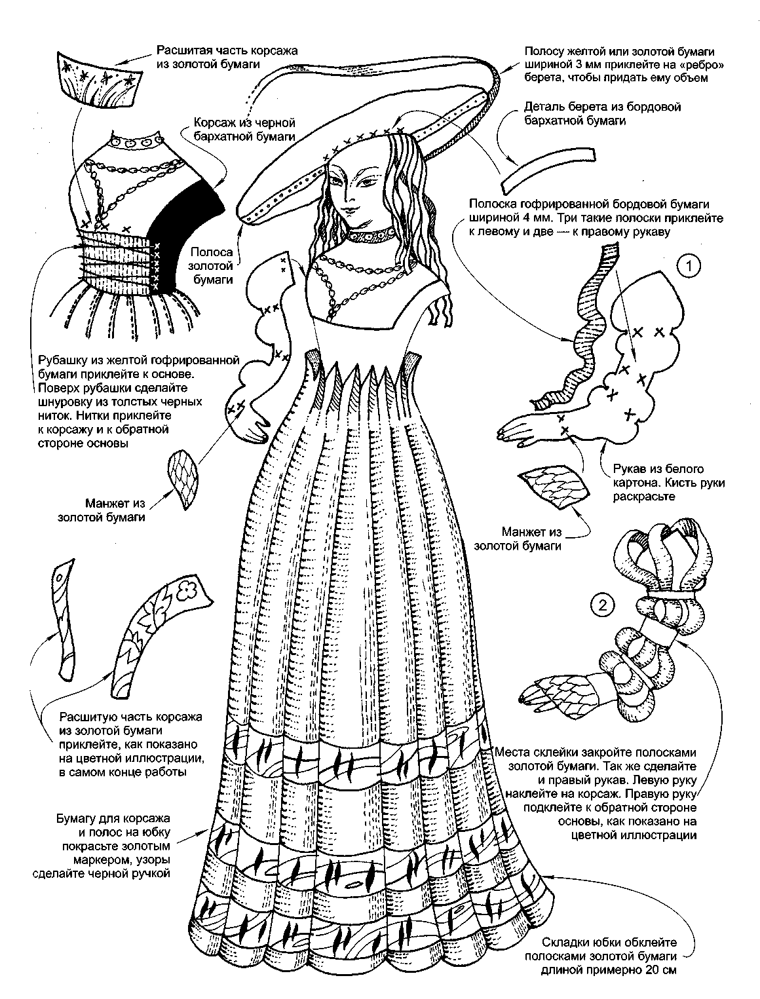 Расшитая часть корсажа
из золотой бумаги
Полосу желтой или золотой бумаги
шириной 3 мм приклейте на «ребро»
берета, чтобы придать ему объем
Корсаж из черной
бархатной бумаги
Деталь берета из бордовой
бархатной бумаги
Полоска гофрированной бордовой бумаги
шириной 4 мм. Три такие полоски приклейте
к левому и две — к правому рукаву
Полоса
золотой
бумаги
1
Рубашку из желтой гофрированной
бумаги приклейте к основе.
Поверх рубашки сделайте
шнуровку из толстых черных
ниток. Нитки приклейте
к корсажу и к обратной
стороне основы
Рукав из белого
картона. Кисть руки
раскрасьте
Манжет из
золотой бумаги
Манжет из
золотой бумаги
2
Расшитую часть корсажа
из золотой бумаги
приклейте, как показано
на цветной иллюстрации,
в самом конце работы
Места склейки закройте полосками
золотой бумаги. Так же сделайте
и правый рукав. Левую руку
наклейте на корсаж. Правую руку
подклейте к обратной стороне
основы, как показано на
цветной иллюстрации
Бумагу для корсажа
и полос на юбку
покрасьте золотым
маркером, узоры
сделайте черной ручкой
Складки юбки обклейте
полосками золотой бумаги
длиной примерно 20 см